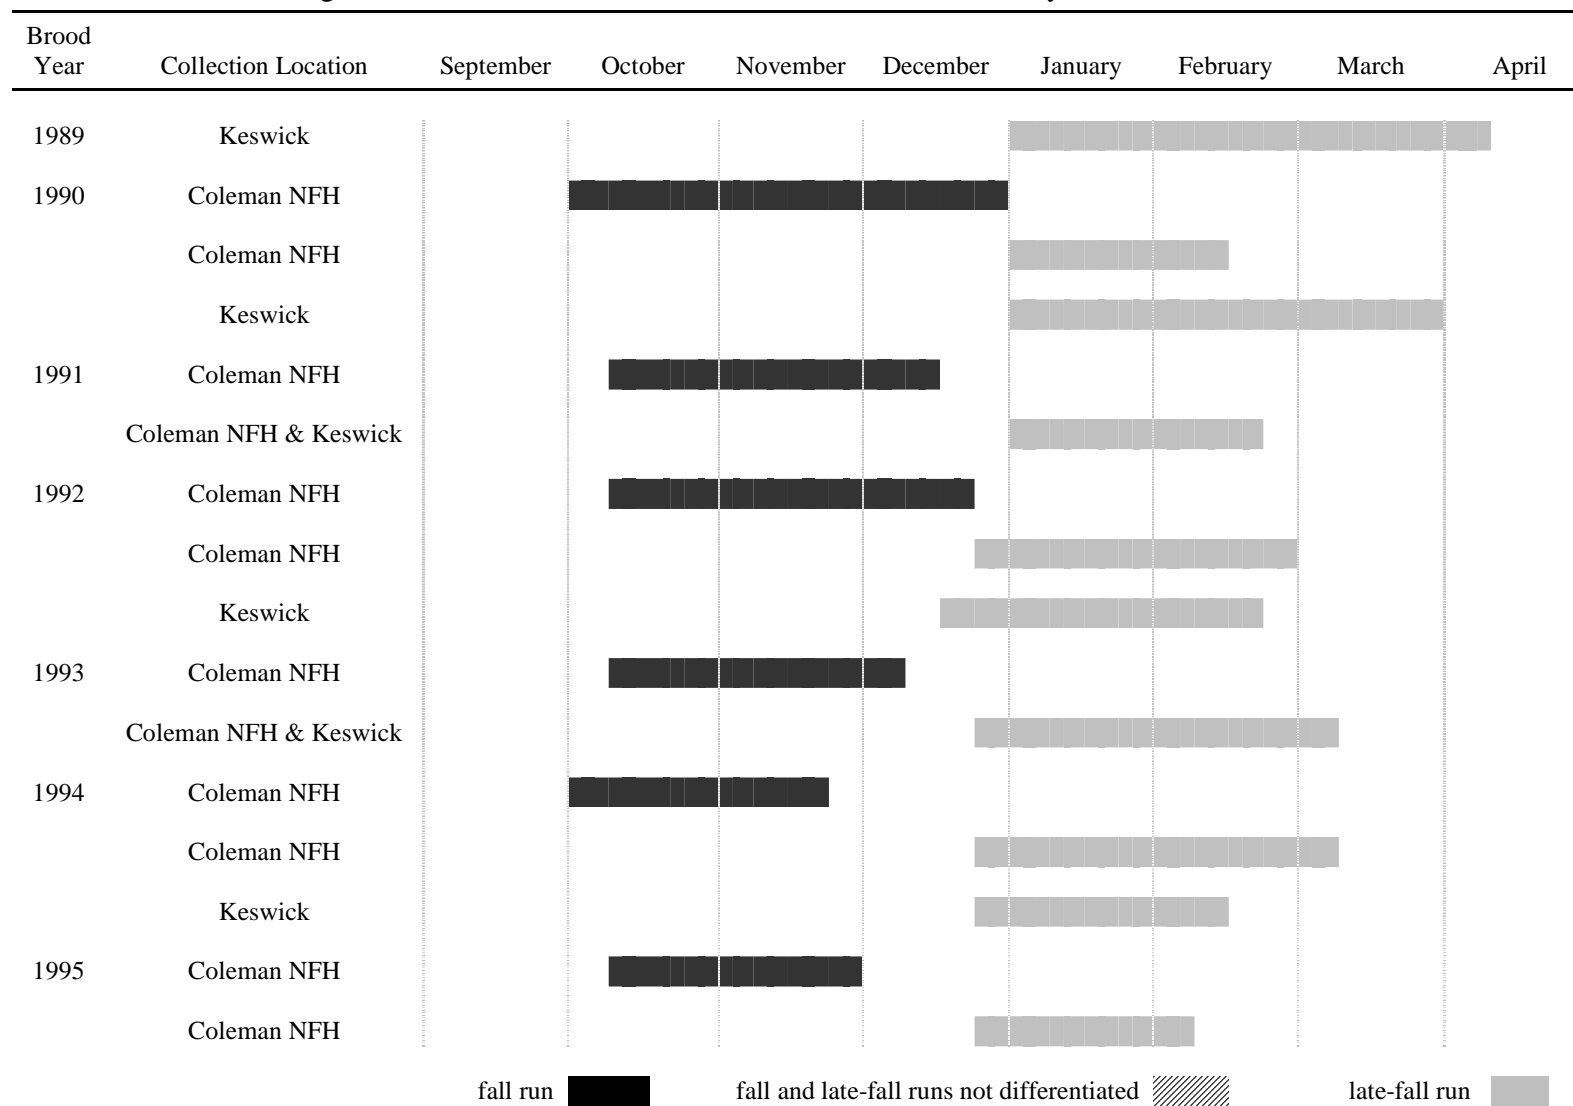 Brood
Year Collection Location September October November December January February March April
1989 Keswick
1990 Coleman NFH
Coleman NFH
Keswick
1991 Coleman NFH
Coleman NFH & Keswick
1992 Coleman NFH
Coleman NFH
Keswick
1993 Coleman NFH
Coleman NFH & Keswick
1994 Coleman NFH
Coleman NFH
Keswick
1995 Coleman NFH
Coleman NFH
fall run fall and late-fall runs not differentiated late-fall run